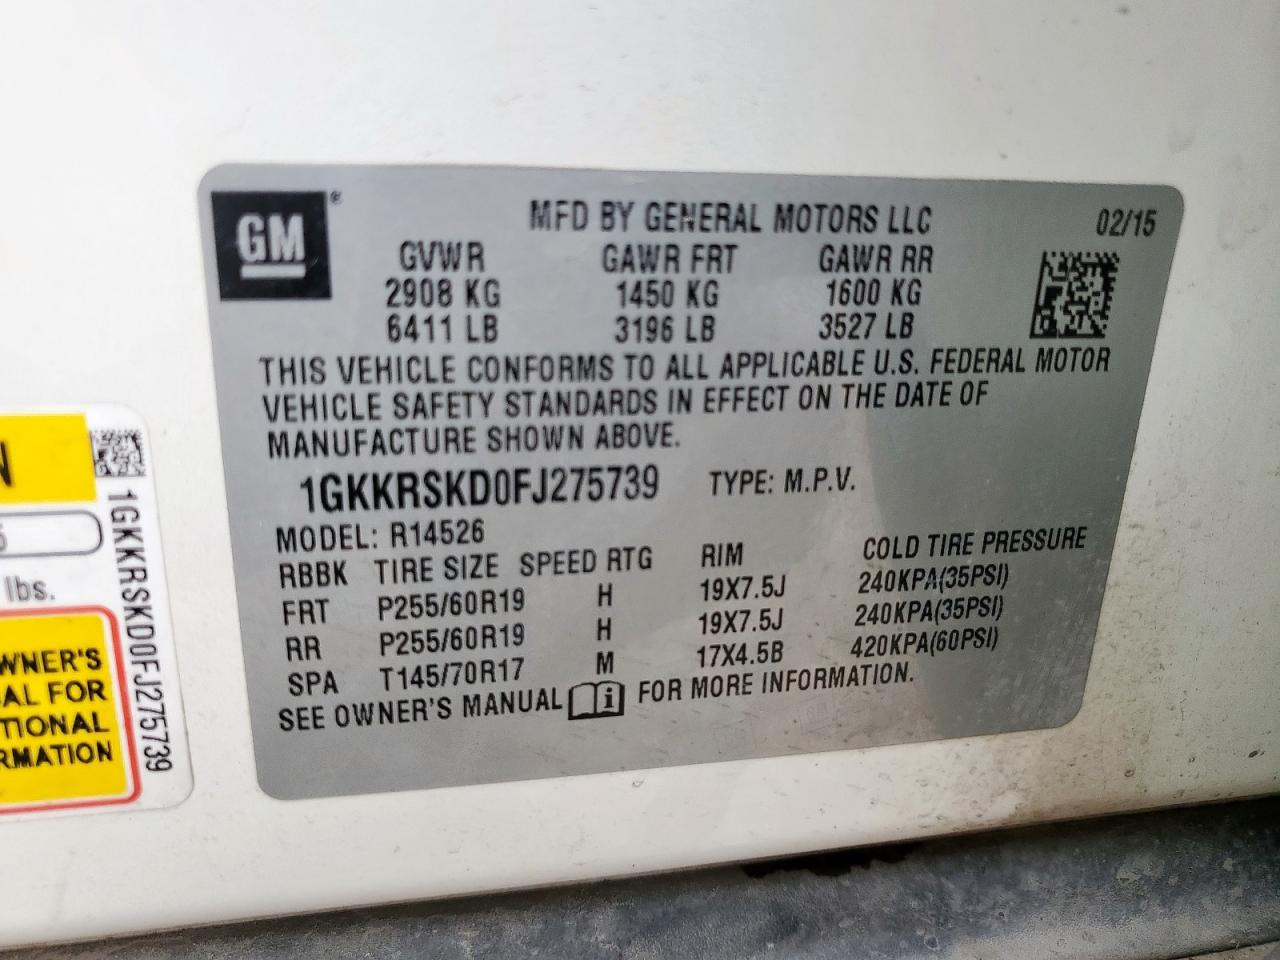 GM ®
MFD BY GENERAL MOTORS LLC 02/15
GVWR GAWR FRT GAWR RR
2908 KG 1450 KG 1600 KG
6411 LB 3196 LB 3527 LB
THIS VEHICLE CONFORMS TO ALL APPLICABLE U.S. FEDERAL MOTOR
VEHICLE SAFETY STANDARDS IN EFFECT ON THE DATE OF
MANUFACTURE SHOWN ABOVE.
1GKKRSKD0FJ275739 TYPE: M.P.V.
MODEL: R14526
RBBK TIRE SIZE SPEED RTG RIM COLD TIRE PRESSURE
FRT P255/60R19 H 19X7.5J 240KPA(35PSI)
RR P255/60R19 H 19X7.5J 240KPA(35PSI)
SPA T145/70R17 M 17X4.5B 420KPA(60PSI)
SEE OWNER'S MANUAL i FOR MORE INFORMATION.
N
lbs.
WNER'S
AL FOR
TIONAL
RMATION
1GKKRSKD0FJ275739